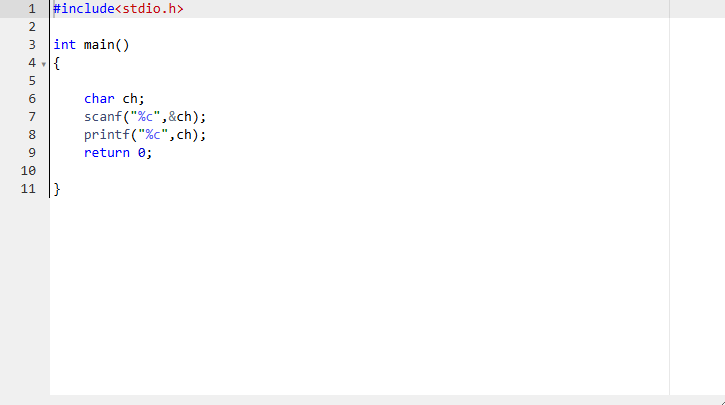 1 #include<stdio.h>
2
3 int main()
4 {
5
6     char ch;
7     scanf("%c",&ch);
8     printf("%c",ch);
9     return 0;
10
11 }